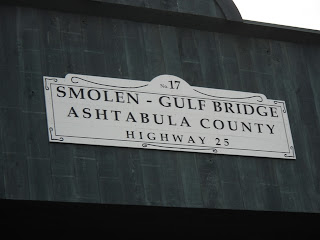 No. 17
SMOLEN - GULF BRIDGE
ASHTABULA COUNTY
HIGHWAY 25